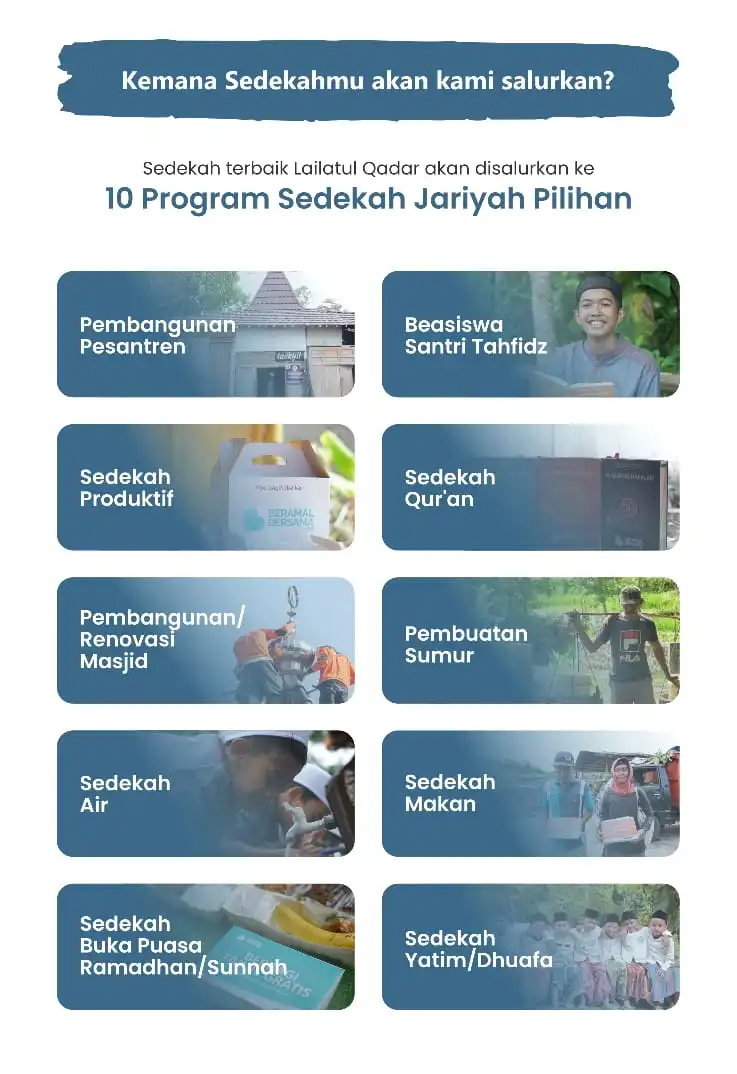 Kemana Sedekahmu akan kami salurkan?
Sedekah terbaik Lailatul Qadar akan disalurkan ke
10 Program Sedekah Jariyah Pilihan
Pembangunan
Pesantren
Beasiswa
Santri Tahfidz
Sedekah
Produktif
BERAMAL
BERSAMA
Sedekah
Qur'an
Pembangunan/
Renovasi
Masjid
Pembuatan
Sumur
FILA
Sedekah
Air
Sedekah
Makan
Sedekah
Buka Puasa
Ramadhan/Sunnah
Sedekah
Yatim/Dhuafa